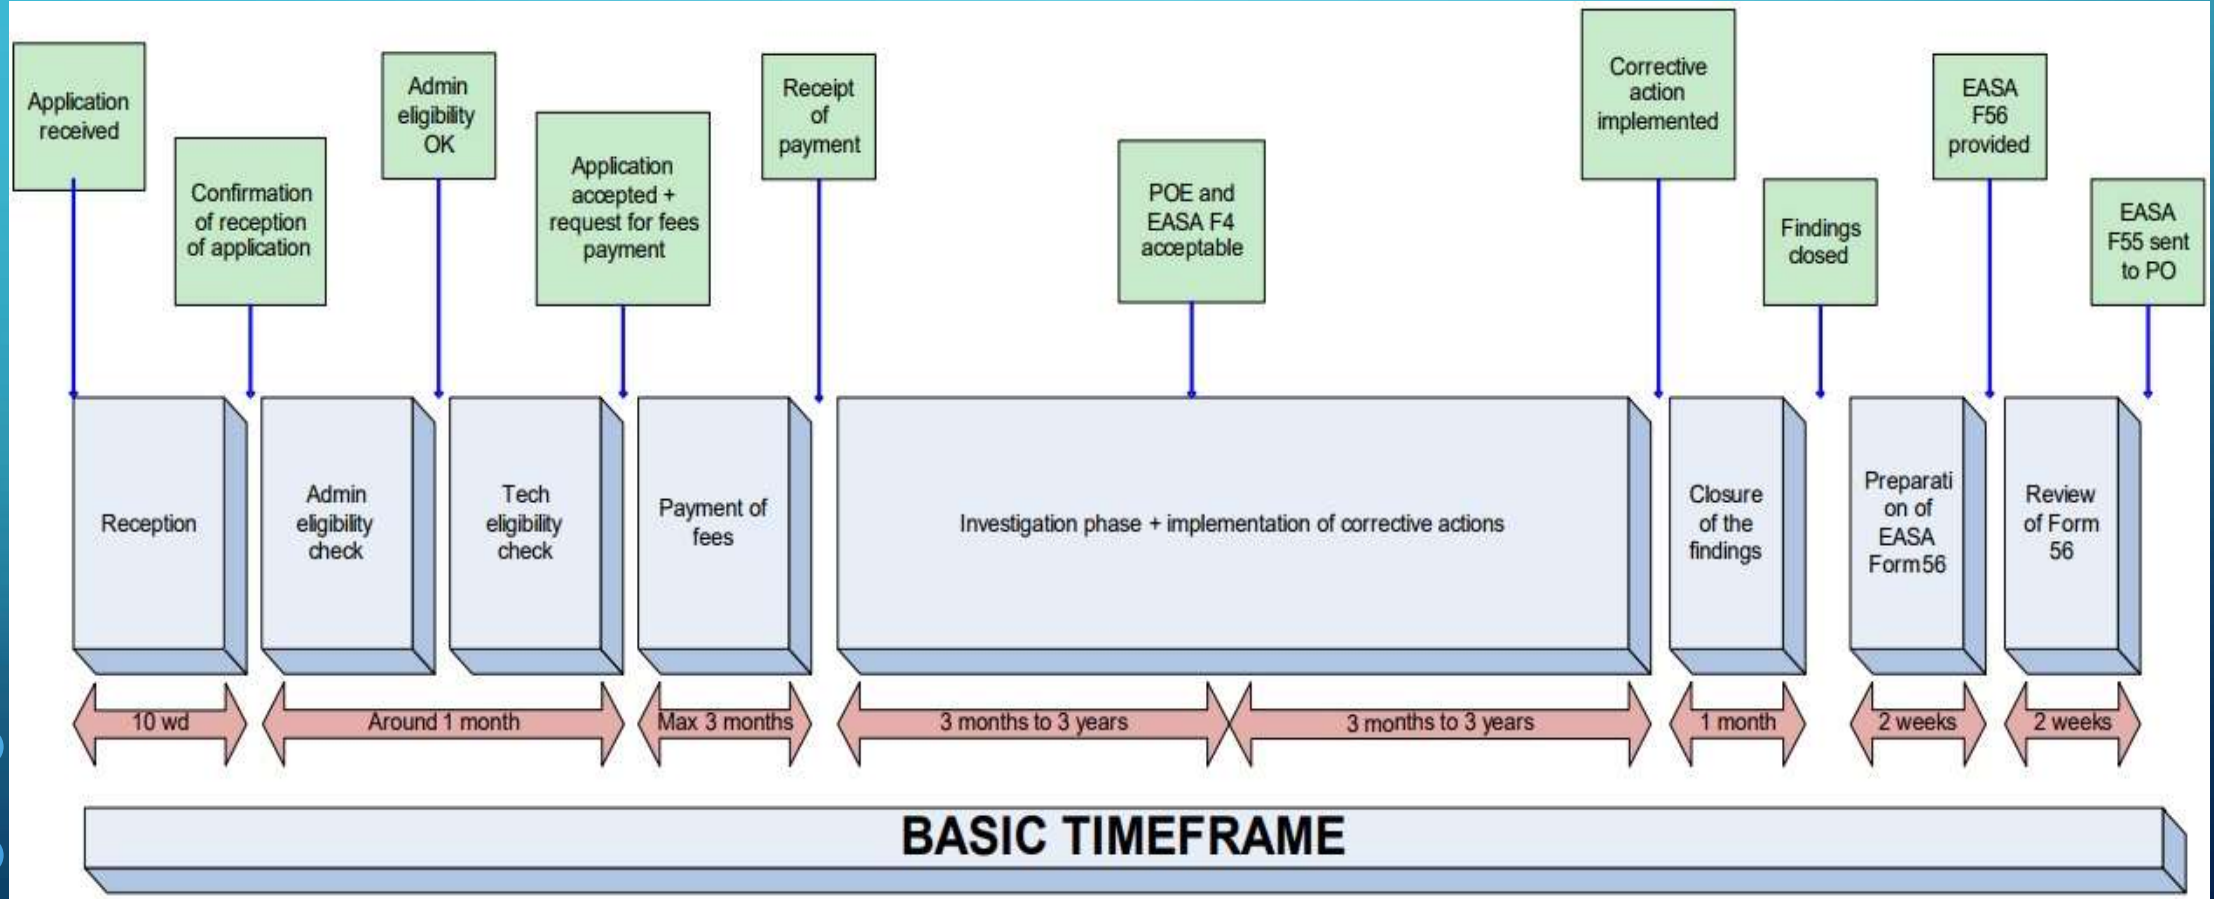 Application
received
Confirmation
of reception
of application
Admin
eligibility
OK
Application
accepted +
request for fees
payment
Receipt
of
payment
POE and
EASA F4
acceptable
Corrective
action
implemented
Findings
closed
EASA
F56
provided
EASA
F55 sent
to PO
Reception
Admin
eligibility
check
Tech
eligibility
check
Payment of
fees
Investigation phase + implementation of corrective actions
Closure
of the
findings
Preparati
on of
EASA
Form56
Review
of Form
56
10 wd
Around 1 month
Max 3 months
3 months to 3 years
3 months to 3 years
1 month
2 weeks
2 weeks
BASIC TIMEFRAME